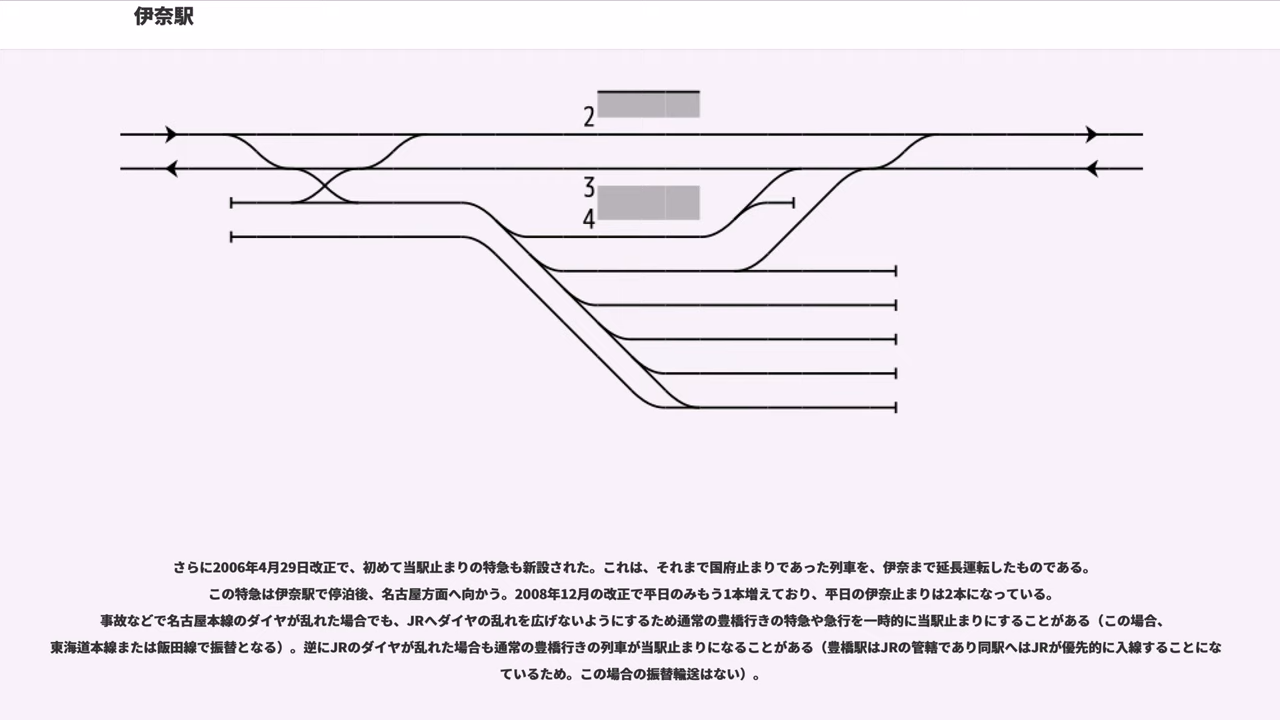 伊奈駅
2
3
4
さらに2006年4月29日改正で、初めて当駅止まりの特急も新設された。これは、それまで国府止まりであった列車を、伊奈まで延長運転したものである。
この特急は伊奈駅で停泊後、名古屋方面へ向かう。2008年12月の改正で平日のみもう1本増えており、平日の伊奈止まりは2本になっている。
事故などで名古屋本線のダイヤが乱れた場合でも、JRへダイヤの乱れを広げないようにするため通常の豊橋行きの特急や急行を一時的に当駅止まりにすることがある（この場合、
東海道本線または飯田線で振替となる）。逆にJRのダイヤが乱れた場合も通常の豊橋行きの列車が当駅止まりになることがある（豊橋駅はJRの管轄であり同駅へはJRが優先的に入線することにな
ているため。この場合の振替輸送はない）。